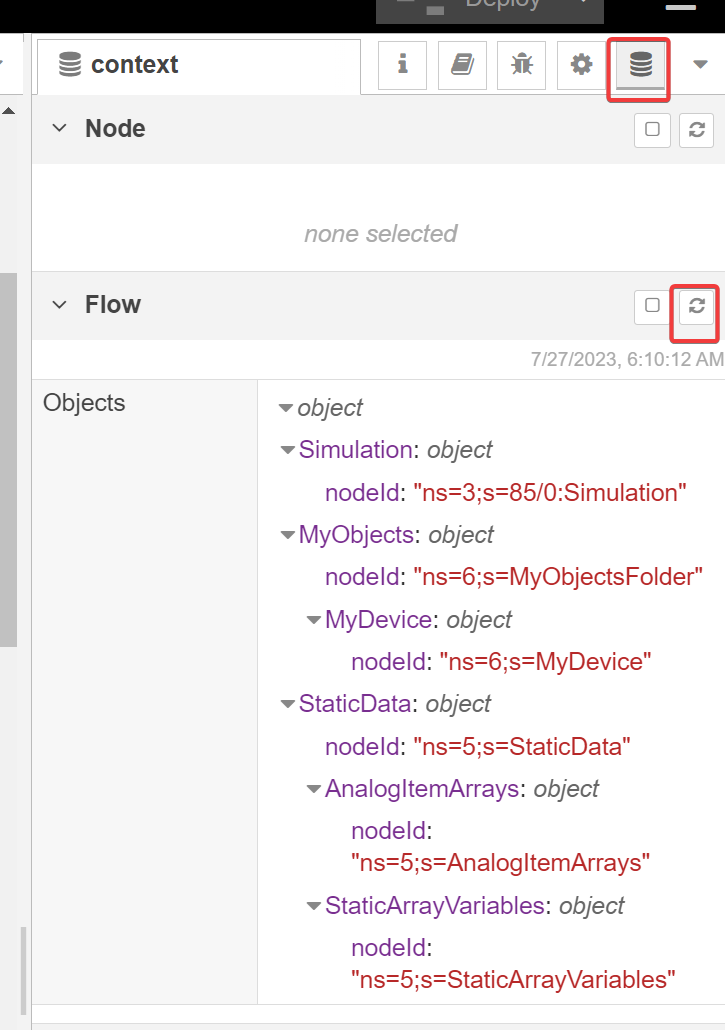 Deploy
context
Node
none selected
Flow
7/27/2023, 6:10:12 AM
Objects
object
Simulation: object
nodeId: "ns=3;s=85/0:Simulation"
MyObjects: object
nodeId: "ns=6;s=MyObjectsFolder"
MyDevice: object
nodeId: "ns=6;s=MyDevice"
StaticData: object
nodeId: "ns=5;s=StaticData"
AnalogItemArrays: object
nodeId:
"ns=5;s=AnalogItemArrays"
StaticArrayVariables: object
nodeId:
"ns=5;s=StaticArrayVariables"